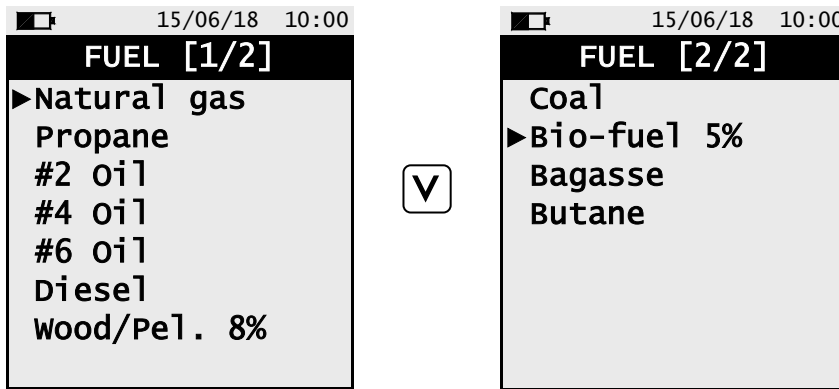 15/06/18 10:00
FUEL [1/2]
►Natural gas
Propane
#2 Oil
#4 Oil
#6 Oil
Diesel
Wood/Pel. 8%
V
15/06/18 10:00
FUEL [2/2]
Coal
►Bio-fuel 5%
Bagasse
Butane